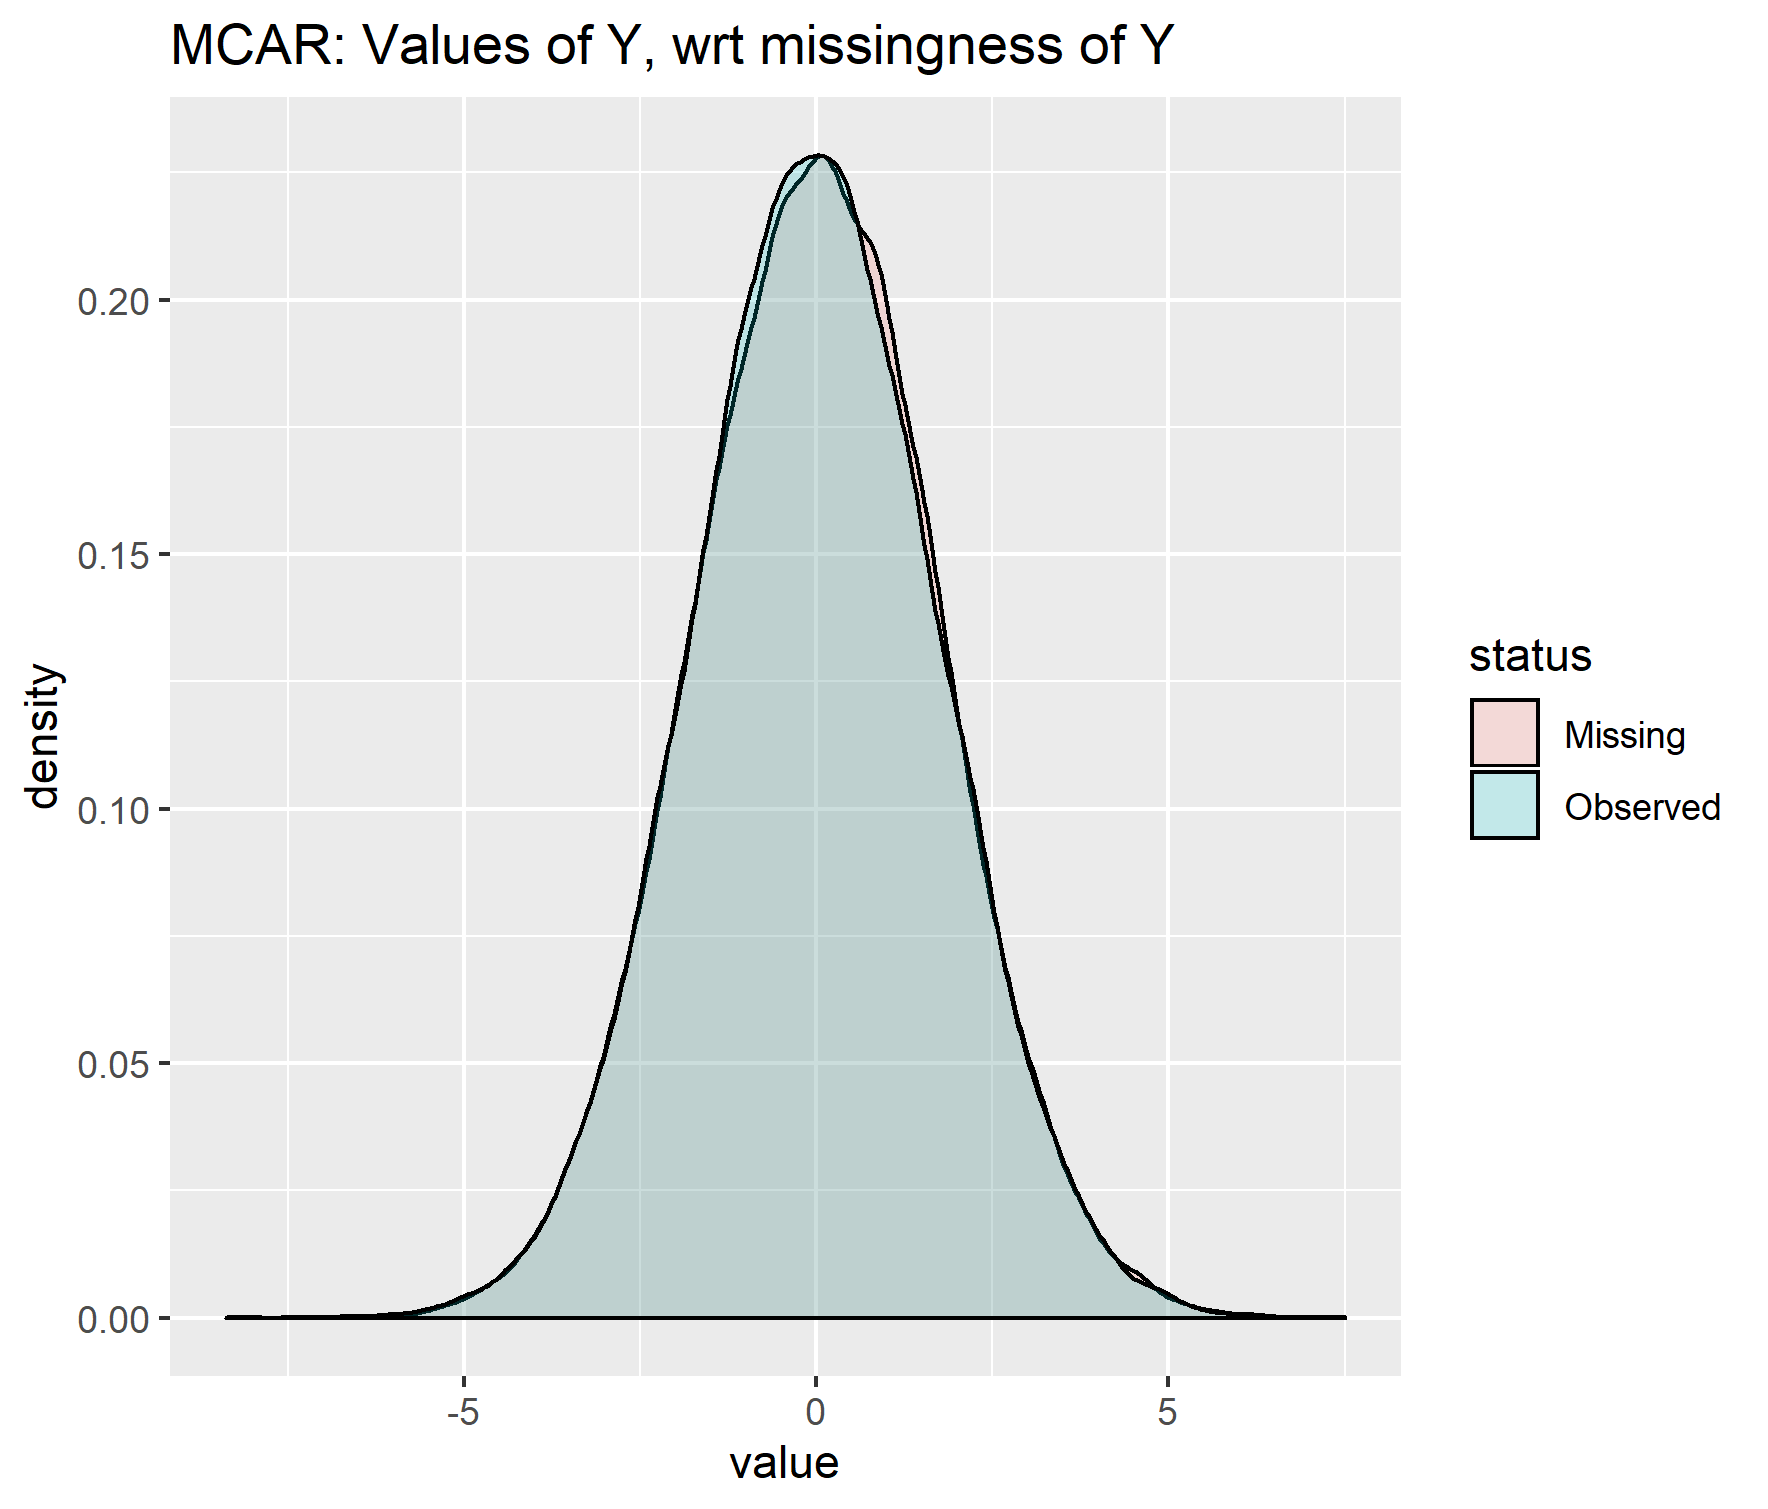 MCAR: Values of Y, wrt missingness of Y
density
0.20
0.15
0.10
0.05
0.00
-5
0
5
value
status
Missing
Observed